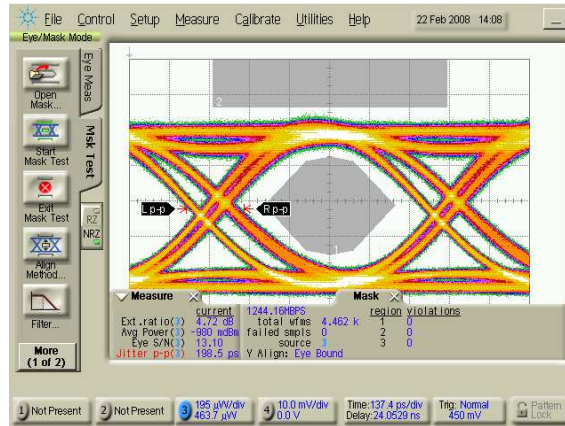 File Control Setup Measure Calibrate Utilities Help 22 Feb 2008 14:08
Eye/Mask Mode
Open
Mask...
Start
Mask Test
Exit
Mask Test
Align
Method...
Filter...
More
(1 of 2)
Eye Meas
Msk Test
RZ
NRZ
2
L p-p
R p-p
1
Measure
Mask
current
Ext.ratio(3) 4.72 dB
Avg Power(3) -980 mdBm
Eye S/N(3) 13.10
Jitter p-p(3) 198.5 ps
1244.16MBPS
total wfms 4.462 k
failed smpls 0
source 3
Y Align: Eye Bound
region violations
1 0
2 0
3 0
1 Not Present
2 Not Present
3 195 µW/div
463.7 µW
4 10.0 mV/div
0.0 V
Time:137.4 ps/div
Delay:24.0529 ns
Trig: Normal
450 mV
Pattern
Lock